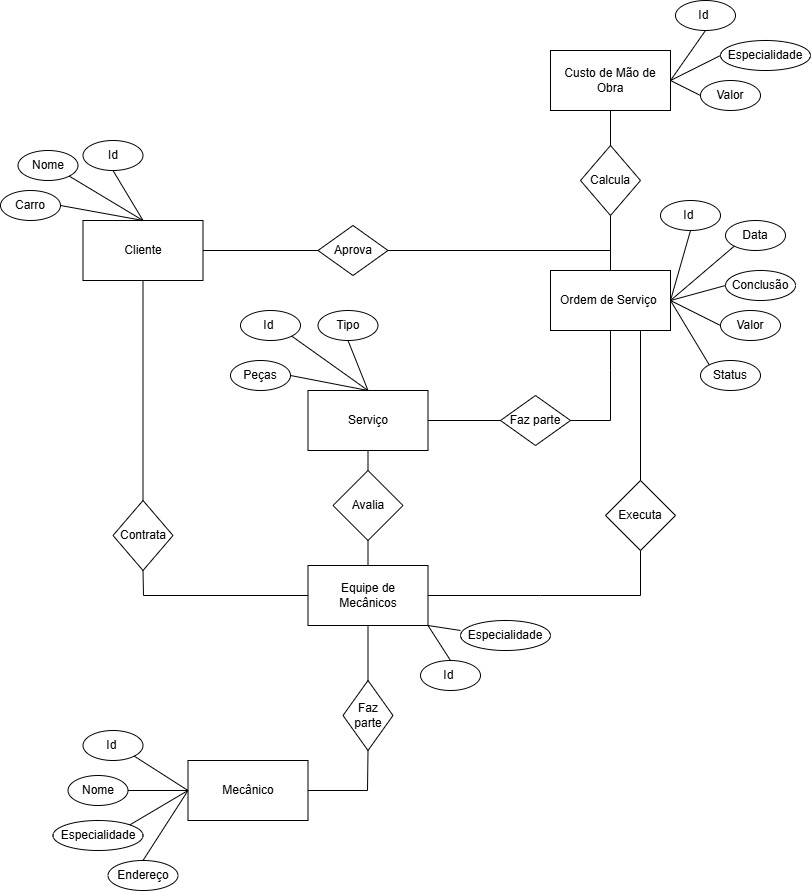 Id
Especialidade
Custo de Mão de
Obra
Valor
Id
Nome
Calcula
Carro
Id
Data
Cliente
Aprova
Conclusão
Ordem de Serviço
Id
Tipo
Valor
Peças
Status
Serviço
Faz parte
Avalia
Executa
Contrata
Equipe de
Mecânicos
Especialidade
Id
Faz
parte
Id
Nome
Mecânico
Especialidade
Endereço